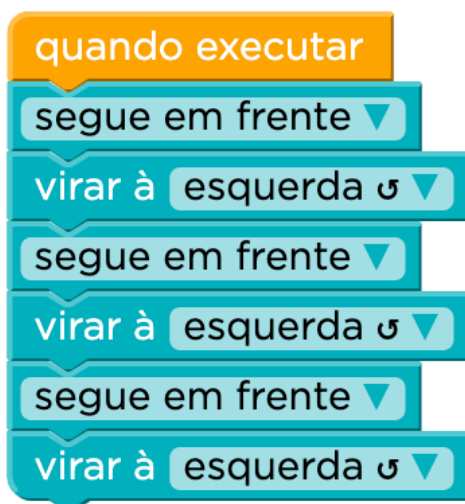 quando executar
segue em frente ▼
virar à esquerda ↺ ▼
segue em frente ▼
virar à esquerda ↺ ▼
segue em frente ▼
virar à esquerda ↺ ▼